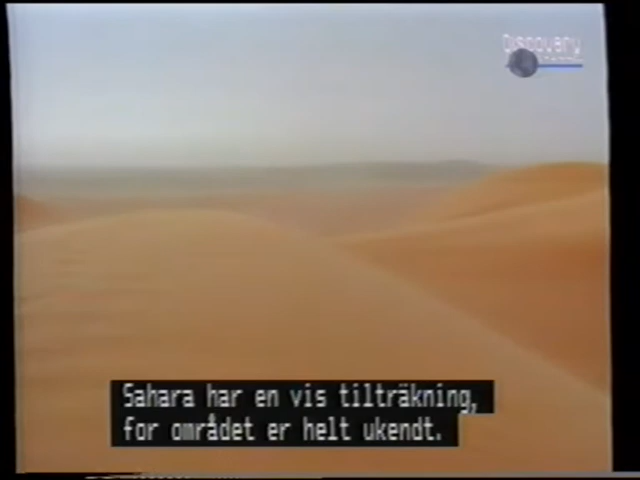 Discovery
Sahara har en vis tilträkning,
for området er helt ukendt.